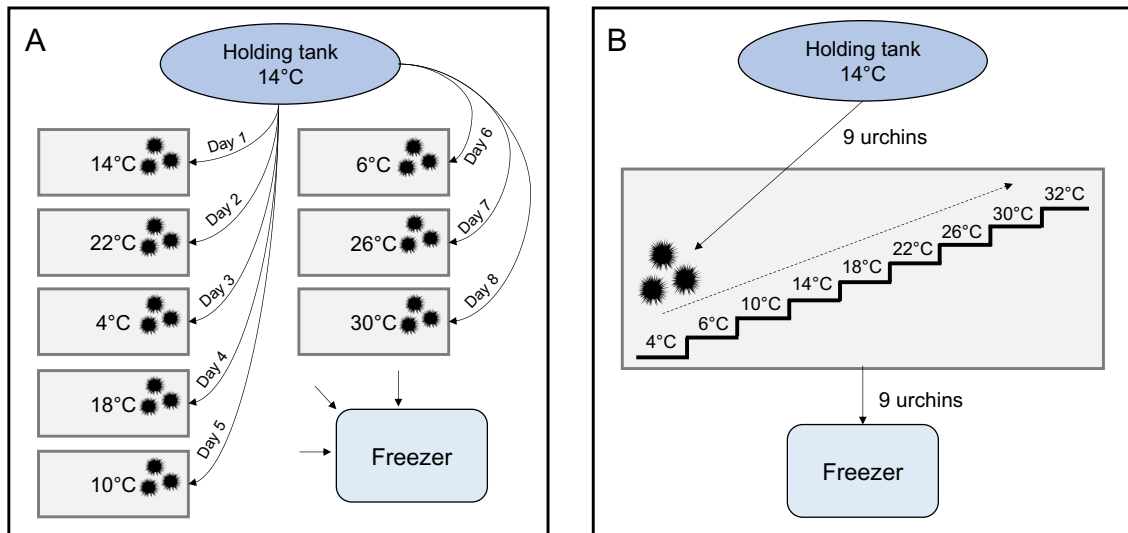 A
Holding tank
14°C
14°C
Day 1
22°C
Day 2
4°C
Day 3
18°C
Day 4
10°C
Day 5
6°C
Day 6
26°C
Day 7
30°C
Day 8
Freezer
B
Holding tank
14°C
9 urchins
4°C
6°C
10°C
14°C
18°C
22°C
26°C
30°C
32°C
9 urchins
Freezer